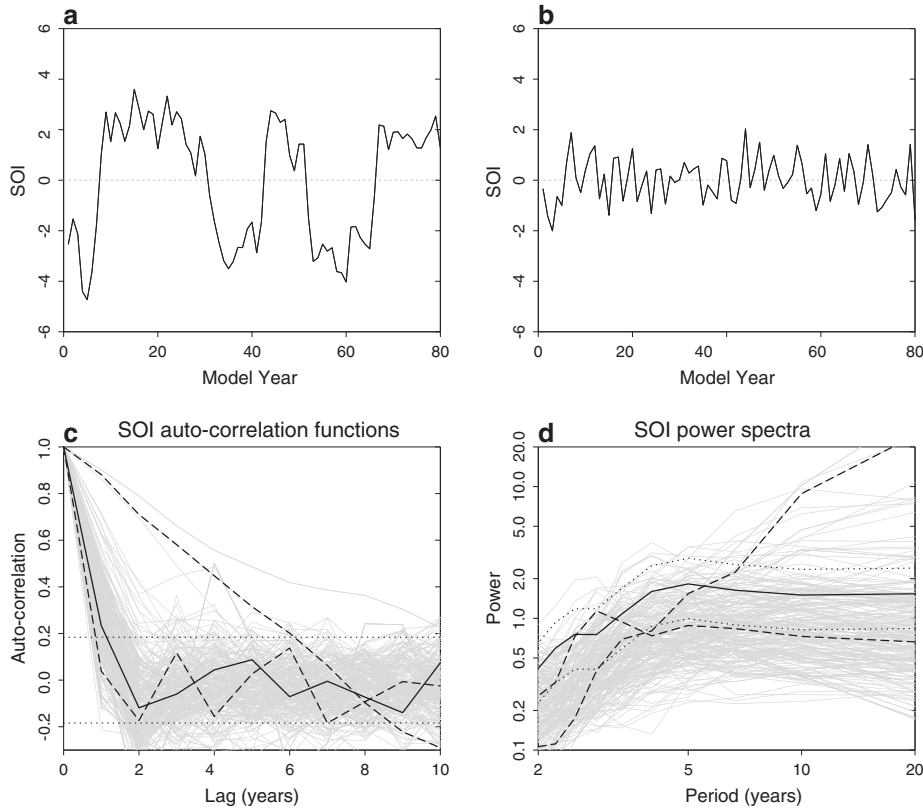 a
SOI
6
4
2
0
-2
-4
-6
0 20 40 60 80
Model Year
b
SOI
6
4
2
0
-2
-4
-6
0 20 40 60 80
Model Year
c SOI auto-correlation functions
Auto-correlation
1.0
0.8
0.6
0.4
0.2
0.0
-0.2
0 2 4 6 8 10
Lag (years)
d SOI power spectra
Power
20.0
10.0
5.0
2.0
1.0
0.5
0.2
0.1
2 5 10 20
Period (years)